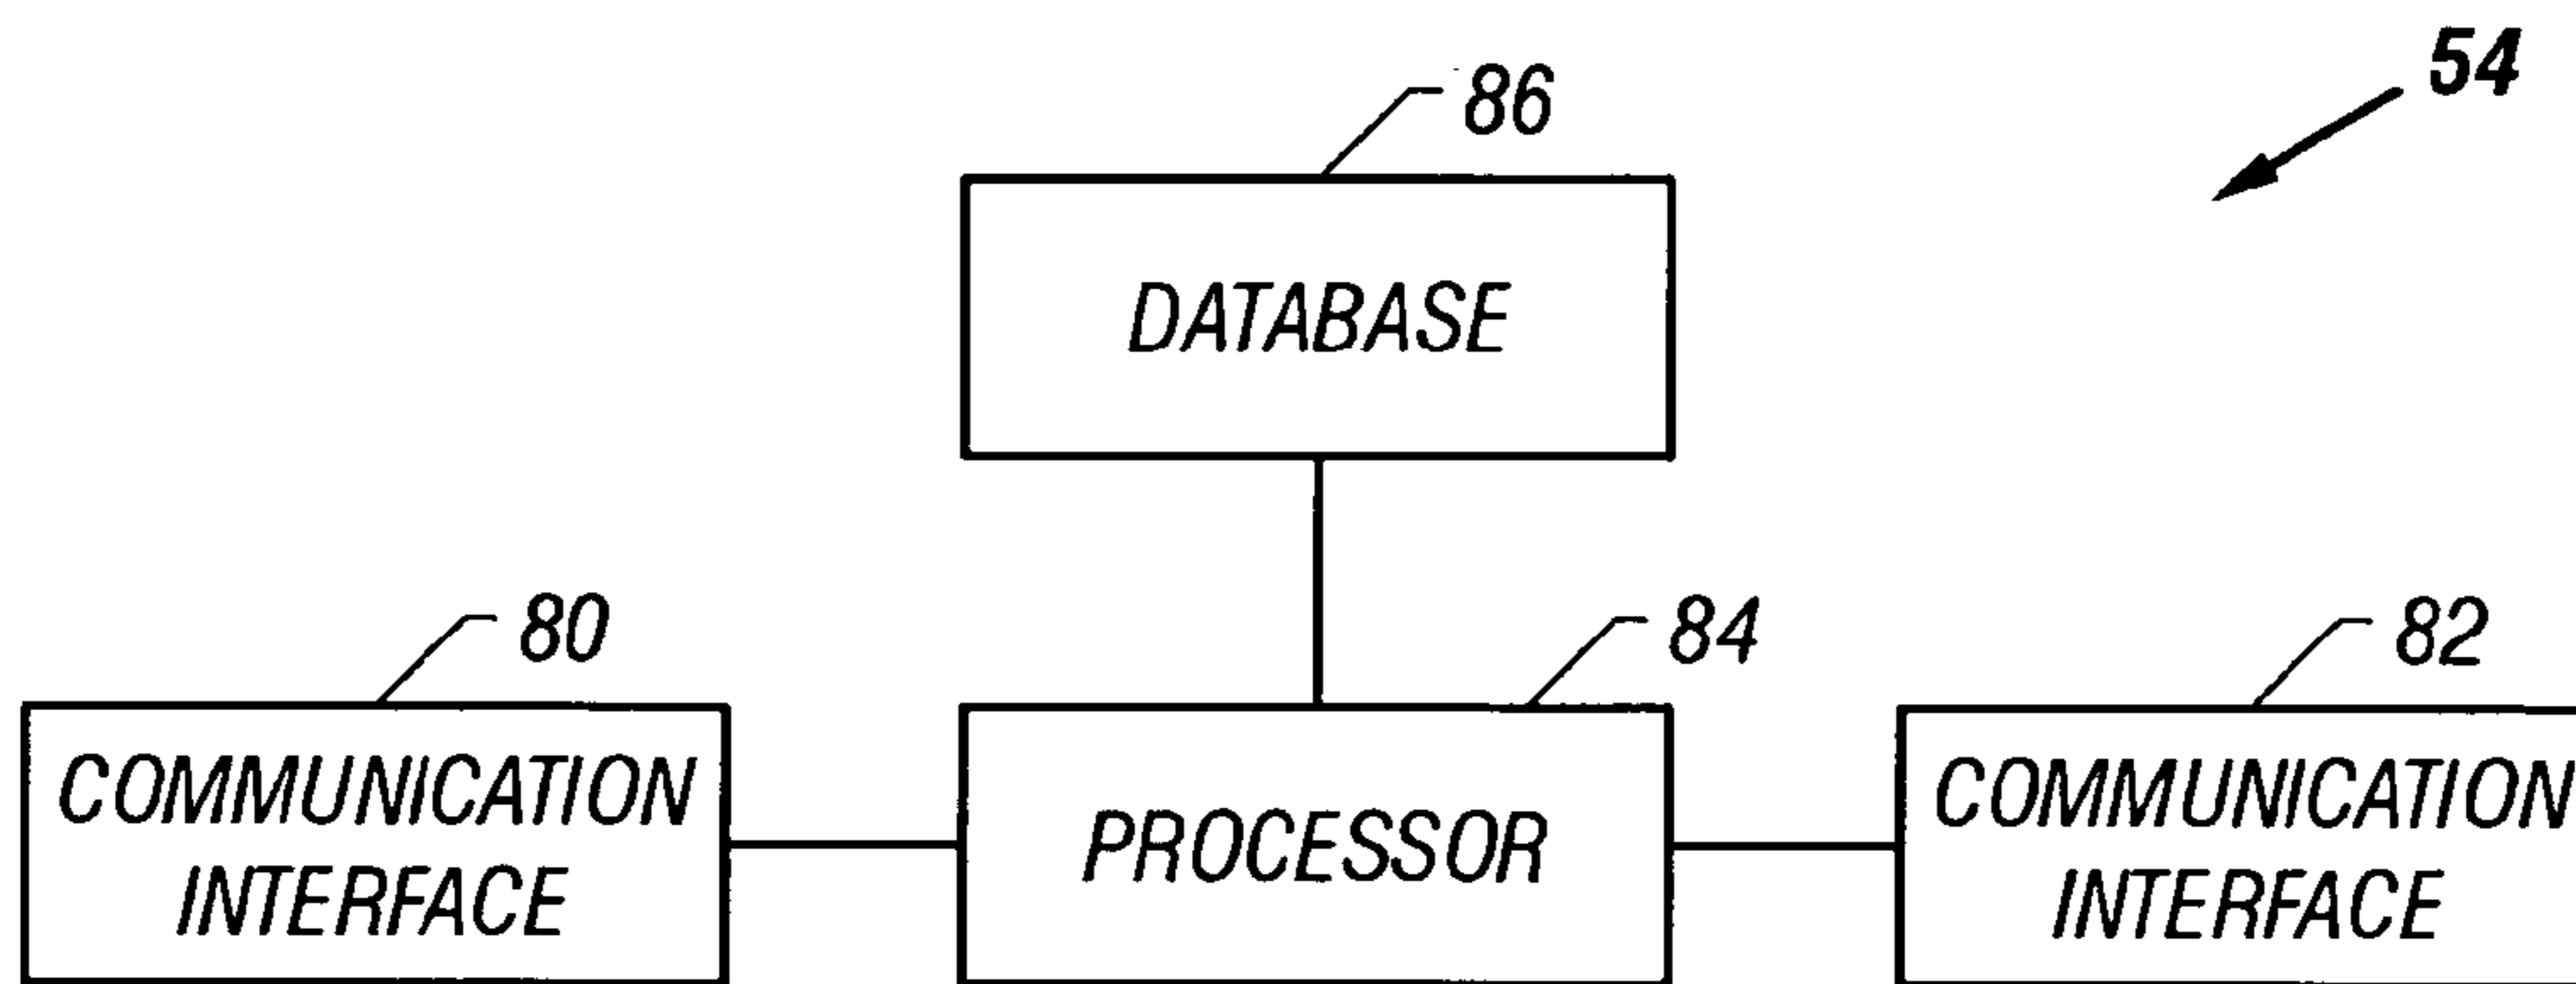 54
86
DATABASE
80
84
82
COMMUNICATION
INTERFACE
PROCESSOR
COMMUNICATION
INTERFACE